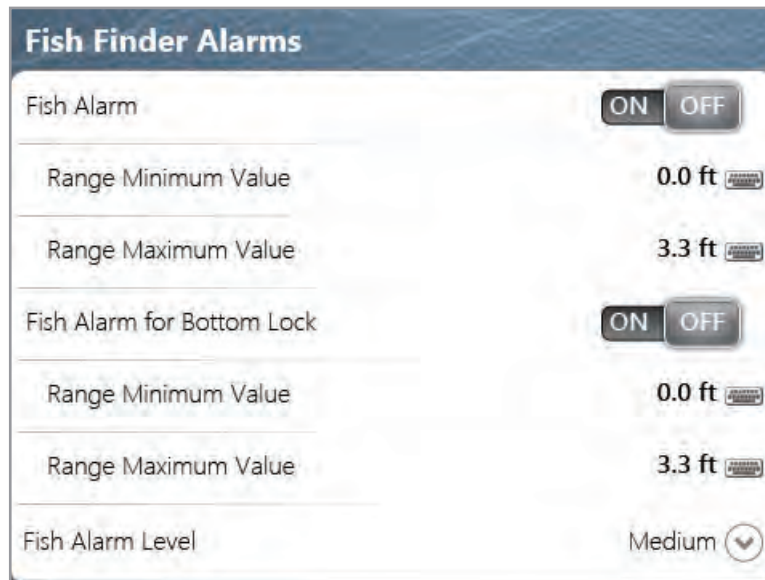 Fish Finder Alarms
Fish Alarm ON OFF
Range Minimum Value 0.0 ft
Range Maximum Value 3.3 ft
Fish Alarm for Bottom Lock ON OFF
Range Minimum Value 0.0 ft
Range Maximum Value 3.3 ft
Fish Alarm Level Medium